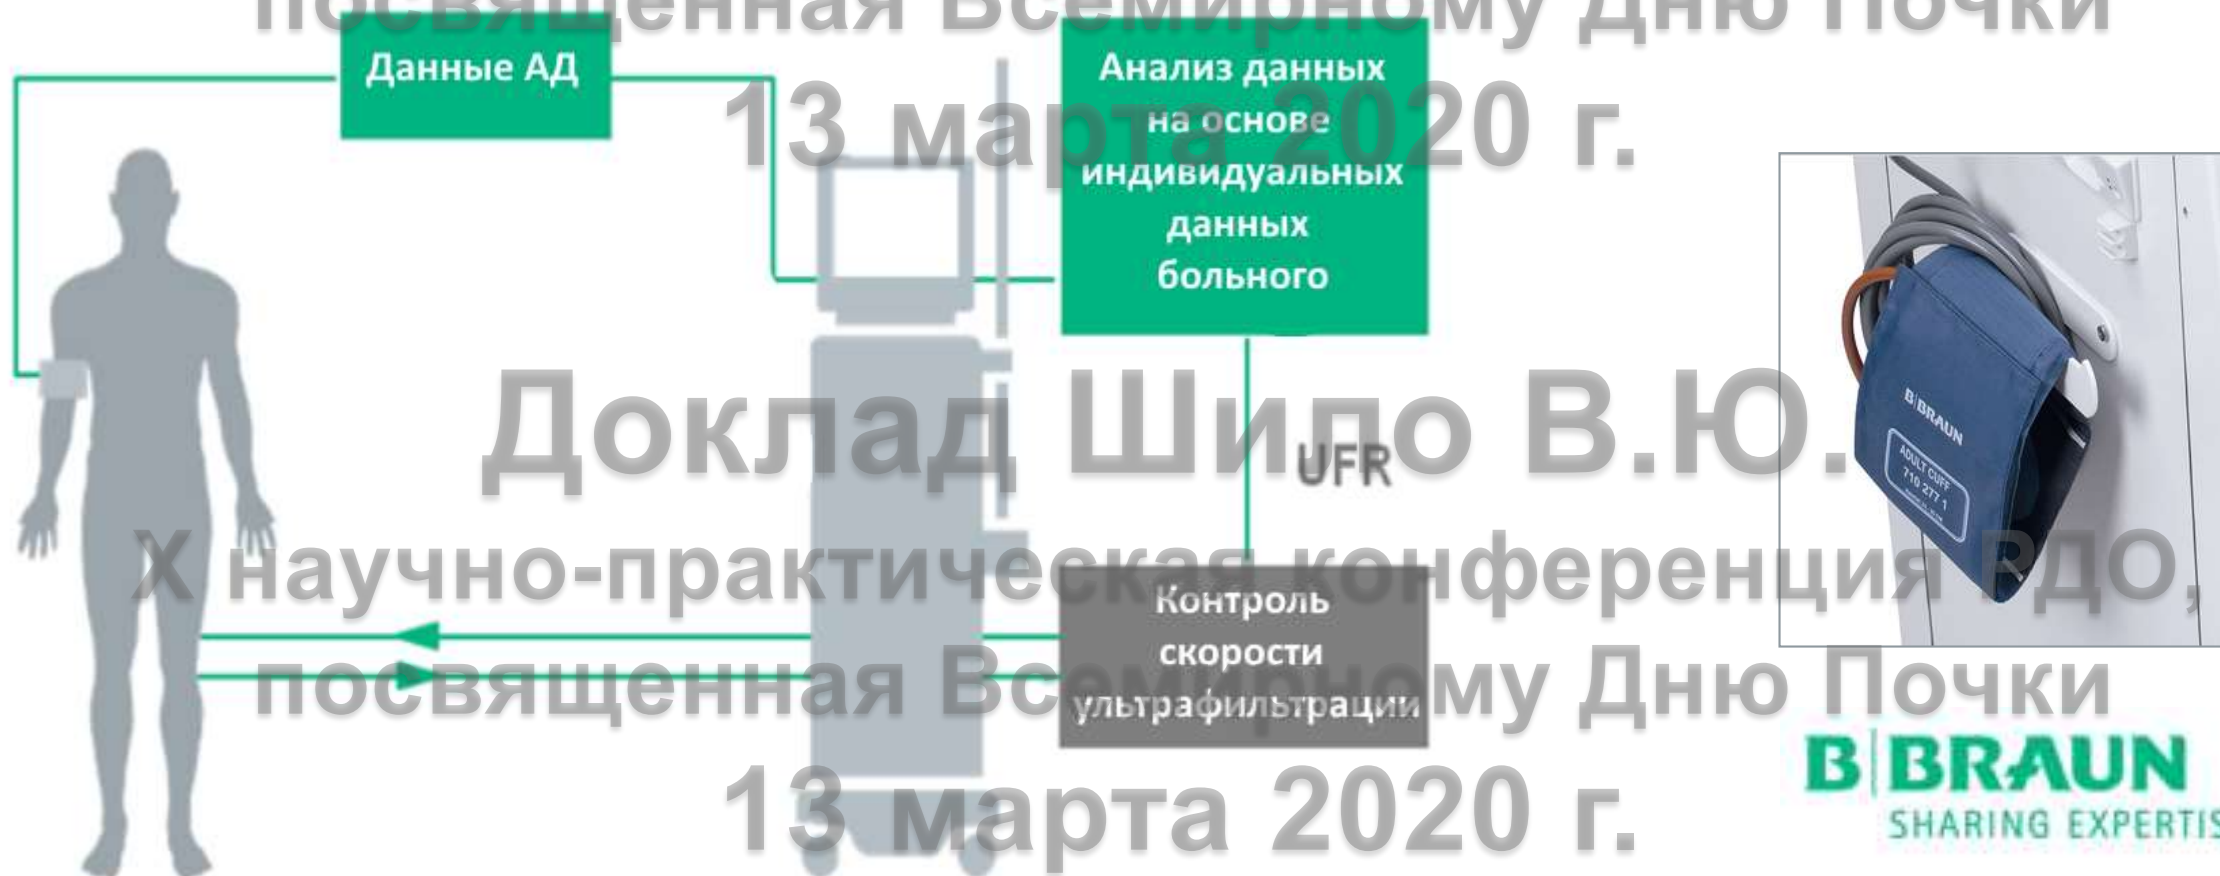 посвященная Всемирному Дню Почки
Данные АД
Анализ данных
на основе
индивидуальных
данных
больного
13 марта 2020 г.
B|BRAUN
ADULT CUFF
710 277 1
Доклад Шило В.Ю.
UFR
X научно-практическая конференция РДО,
Контроль
скорости
ультрафильтрации
посвященная Всемирному Дню Почки
B|BRAUN
SHARING EXPERTIS
13 марта 2020 г.